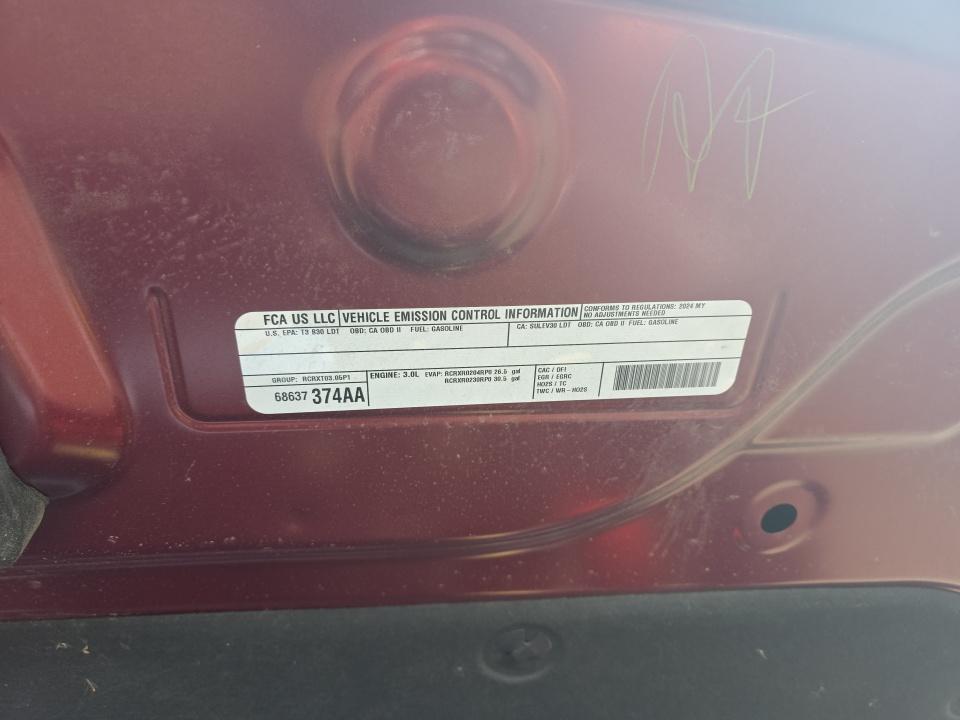 FCA US LLC VEHICLE EMISSION CONTROL INFORMATION CONFORMS TO REGULATIONS: 2024 MY
NO ADJUSTMENTS NEEDED
U.S. EPA: T3 B30 LDT OBD: CA OBD II FUEL: GASOLINE
CA: SULEV30 LDT OBD: CA OBD II FUEL: GASOLINE
GROUP: RCRXT03.05P1
68637 374AA
ENGINE: 3.0L EVAP: RCRXR0204RP0 26.5 gal
RCRXR0230RP0 30.5 gal
CAC / DFI
EGR / EGRC
HO2S / TC
TWC / WR-HO2S